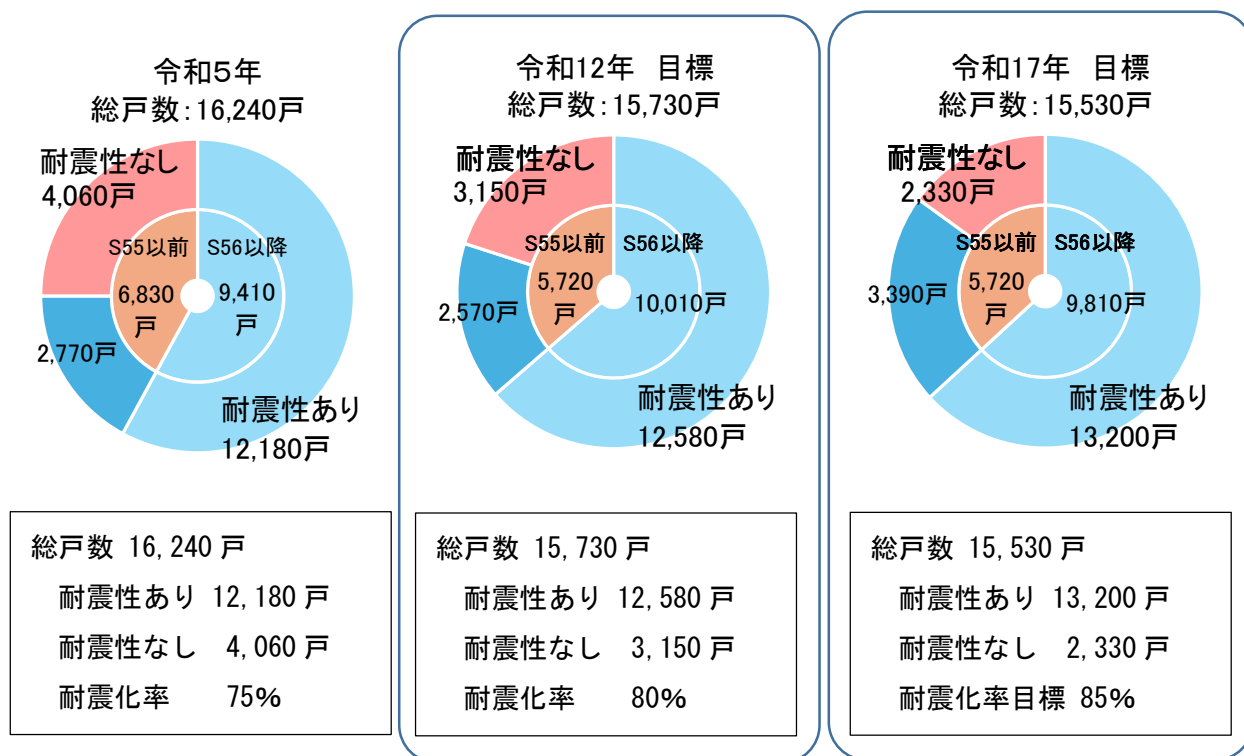 令和5年
総戸数：16,240戸
耐震性なし
4,060戸
S55以前
S56以降
6,830
戸
9,410
戸
2,770戸
耐震性あり
12,180戸
総戸数 16,240 戸
耐震性あり 12,180 戸
耐震性なし 4,060 戸
耐震化率 75%
令和12年 目標
総戸数：15,730戸
耐震性なし
3,150戸
S55以前
S56以降
5,720
戸
10,010戸
2,570戸
耐震性あり
12,580戸
総戸数 15,730 戸
耐震性あり 12,580 戸
耐震性なし 3,150 戸
耐震化率 80%
令和17年 目標
総戸数：15,530戸
耐震性なし
2,330戸
S55以前
S56以降
5,720
戸
9,810戸
3,390戸
耐震性あり
13,200戸
総戸数 15,530 戸
耐震性あり 13,200 戸
耐震性なし 2,330 戸
耐震化率目標 85%